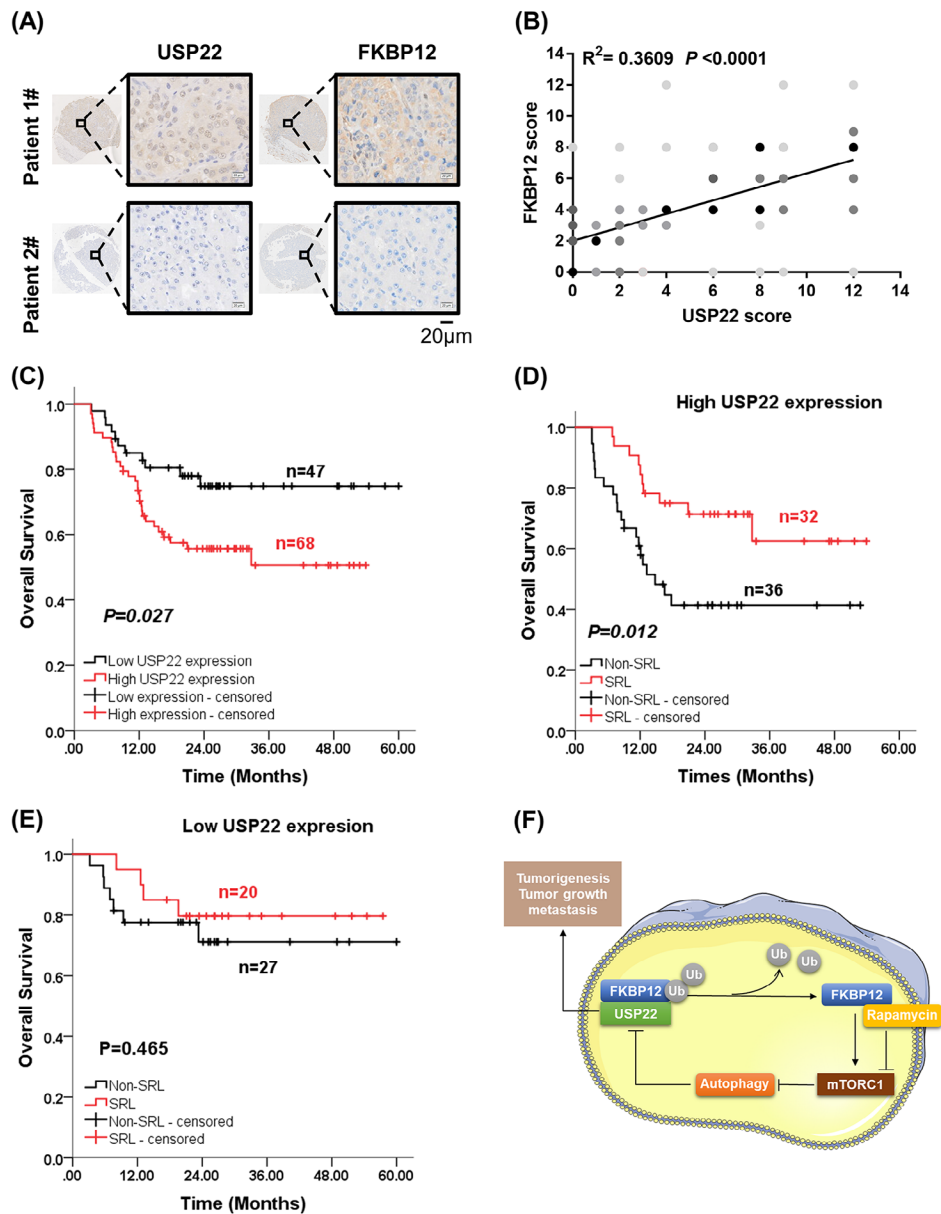 (A)
USP22
FKBP12
Patient 1#
Patient 2#
20μm
(B)
R²= 0.3609 P <0.0001
FKBP12 score
14
12
10
8
6
4
2
0
0 2 4 6 8 10 12 14
USP22 score
(C)
Overall Survival
1.0
0.8
0.6
0.4
0.2
0.0
n=47
n=68
P=0.027
Low USP22 expression
High USP22 expression
Low expression - censored
High expression - censored
.00 12.00 24.00 36.00 48.00 60.00
Time (Months)
(D)
High USP22 expression
Overall Survival
1.0
0.8
0.6
0.4
0.2
0.0
n=32
n=36
P=0.012
Non-SRL
SRL
Non-SRL - censored
SRL - censored
.00 12.00 24.00 36.00 48.00 60.00
Times (Months)
(E)
Low USP22 expresion
Overall Survival
1.0
0.8
0.6
0.4
0.2
0.0
n=20
n=27
P=0.465
Non-SRL
SRL
Non-SRL - censored
SRL - censored
.00 12.00 24.00 36.00 48.00 60.00
Time (Months)
(F)
Tumorigenesis
Tumor growth
metastasis
Ub
Ub
Ub
Ub
FKBP12
USP22
FKBP12
Rapamycin
Autophagy
mTORC1